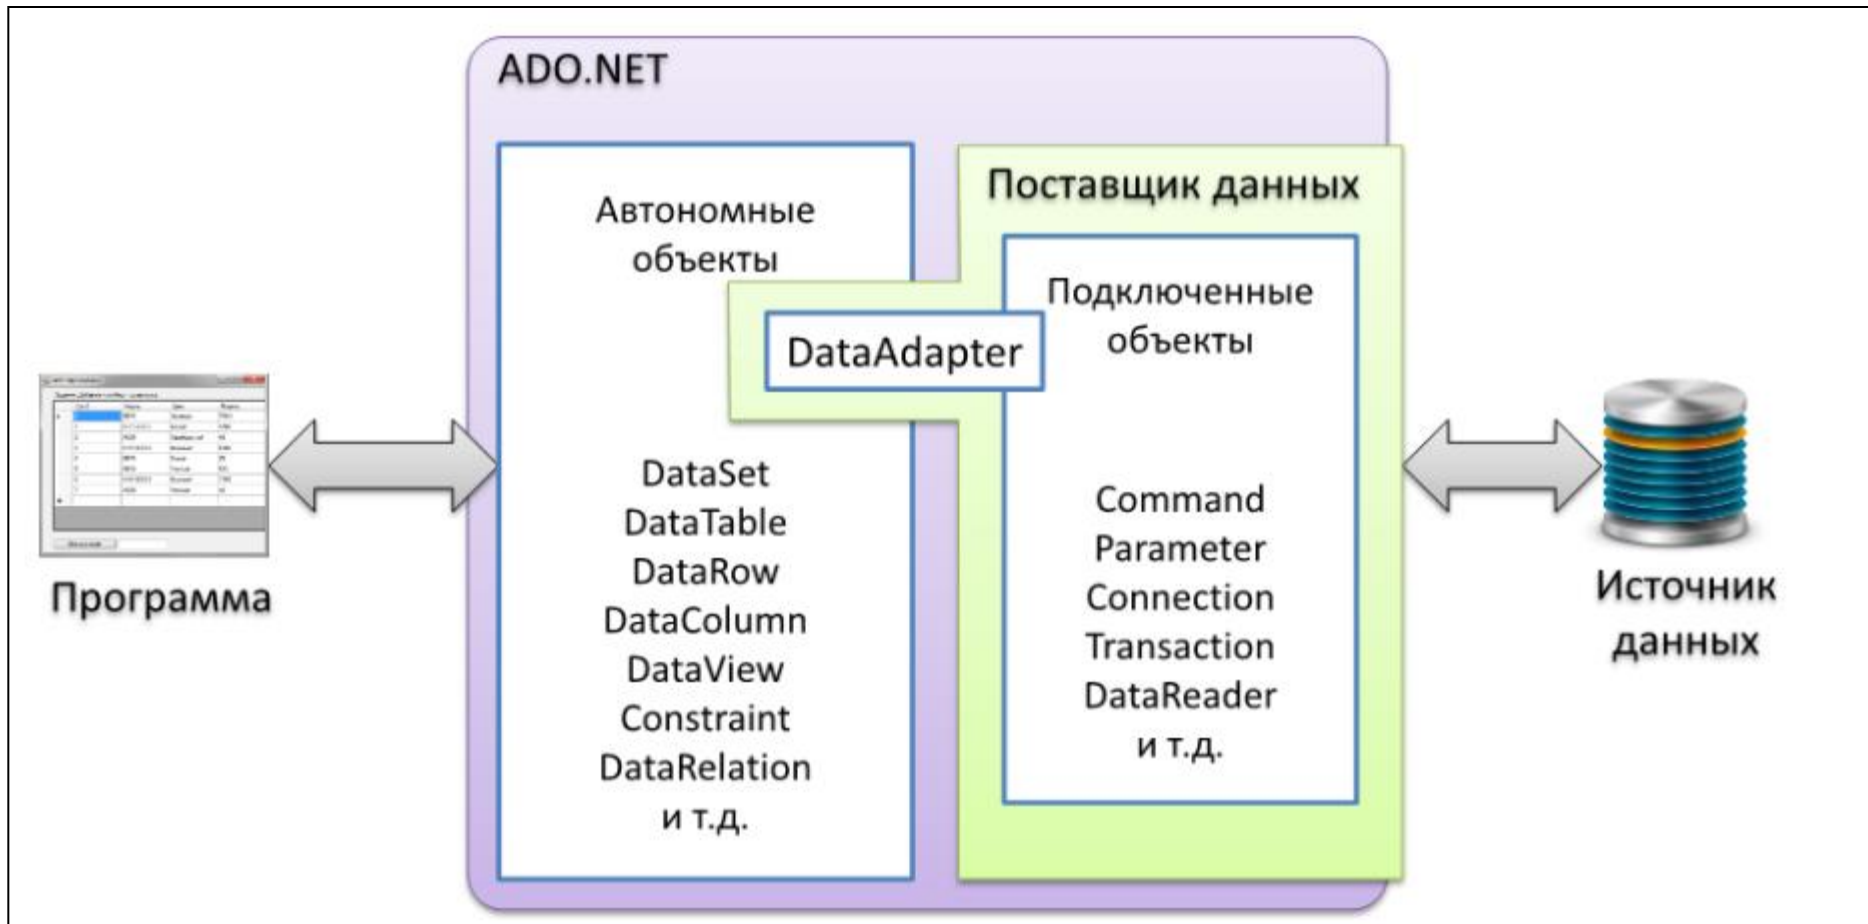 ADO.NET
Автономные
объекты
DataSet
DataTable
DataRow
DataColumn
DataView
Constraint
DataRelation
и т.д.
DataAdapter
Поставщик данных
Подключенные
объекты
Command
Parameter
Connection
Transaction
DataReader
и т.д.
Программа
Источник
данных